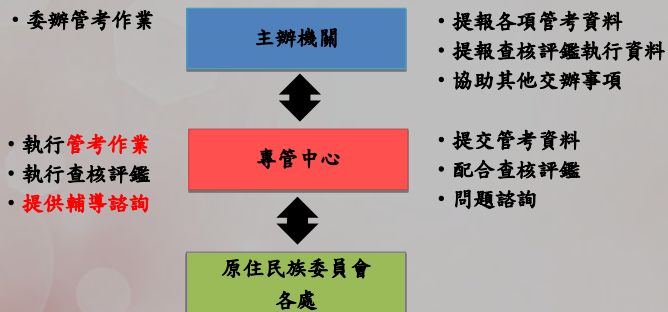 ・委辦管考作業
主辦機關
・提報各項管考資料
・提報查核評鑑執行資料
・協助其他交辦事項
・執行管考作業
・執行查核評鑑
・提供輔導諮詢
專管中心
・提交管考資料
・配合查核評鑑
・問題諮詢
原住民族委員會
各處